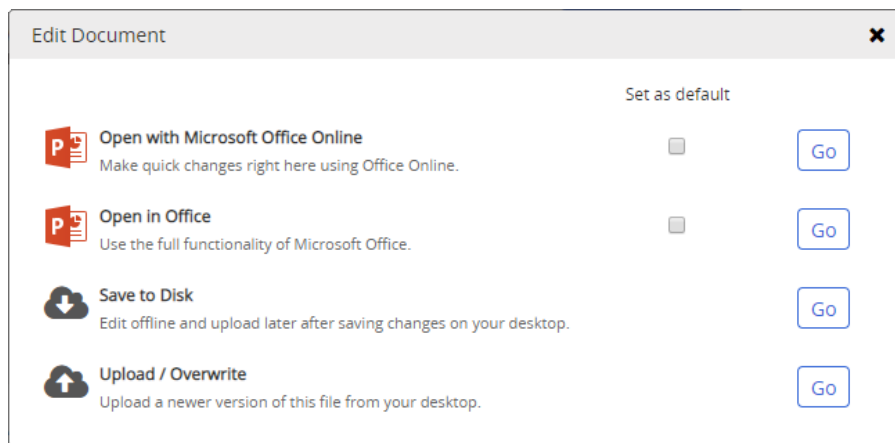 Edit Document
Set as default
Open with Microsoft Office Online
Make quick changes right here using Office Online.
Go
Open in Office
Use the full functionality of Microsoft Office.
Go
Save to Disk
Edit offline and upload later after saving changes on your desktop.
Go
Upload / Overwrite
Upload a newer version of this file from your desktop.
Go